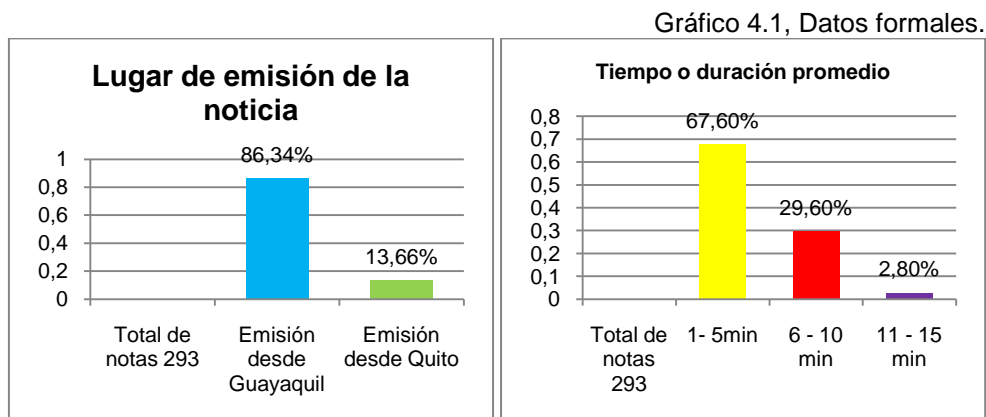 Gráfico 4.1, Datos formales.
Lugar de emisión de la
noticia
1
0,8
0,6
0,4
0,2
0
86,34%
13,66%
Total de
notas 293
Emisión
desde
Guayaquil
Emisión
desde Quito
Tiempo o duración promedio
0,8
0,7
0,6
0,5
0,4
0,3
0,2
0,1
0
67,60%
29,60%
2,80%
Total de
notas
293
1- 5min
6 - 10
min
11 - 15
min